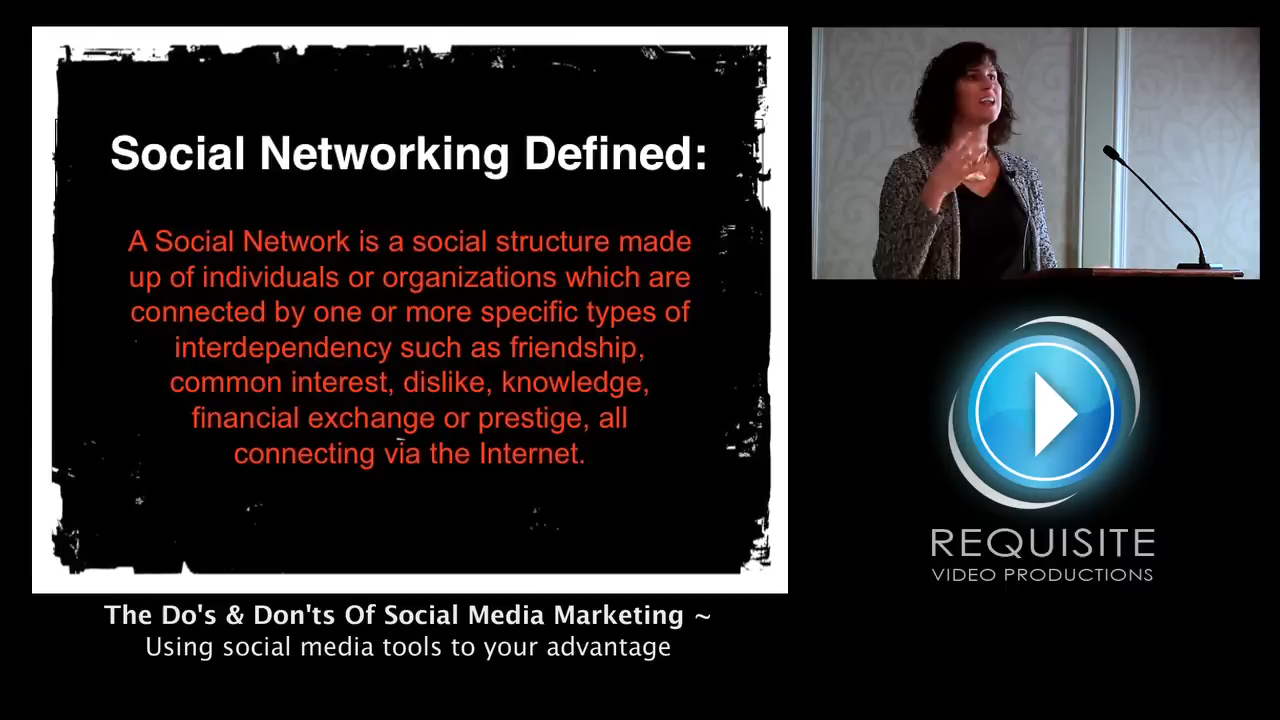 Social Networking Defined:
A Social Network is a social structure made
up of individuals or organizations which are
connected by one or more specific types of
interdependency such as friendship,
common interest, dislike, knowledge,
financial exchange or prestige, all
connecting via the Internet.
The Do's & Don'ts Of Social Media Marketing ~
Using social media tools to your advantage
REQUISITE
VIDEO PRODUCTIONS